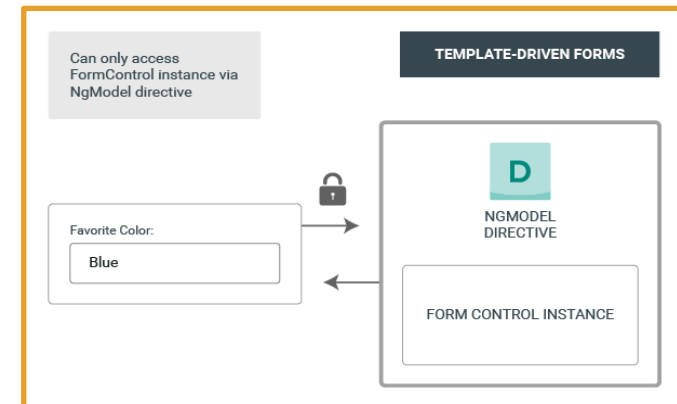 Can only access
FormControl instance via
NgModel directive
TEMPLATE-DRIVEN FORMS
D
NGMODEL
DIRECTIVE
Favorite Color:
Blue
FORM CONTROL INSTANCE